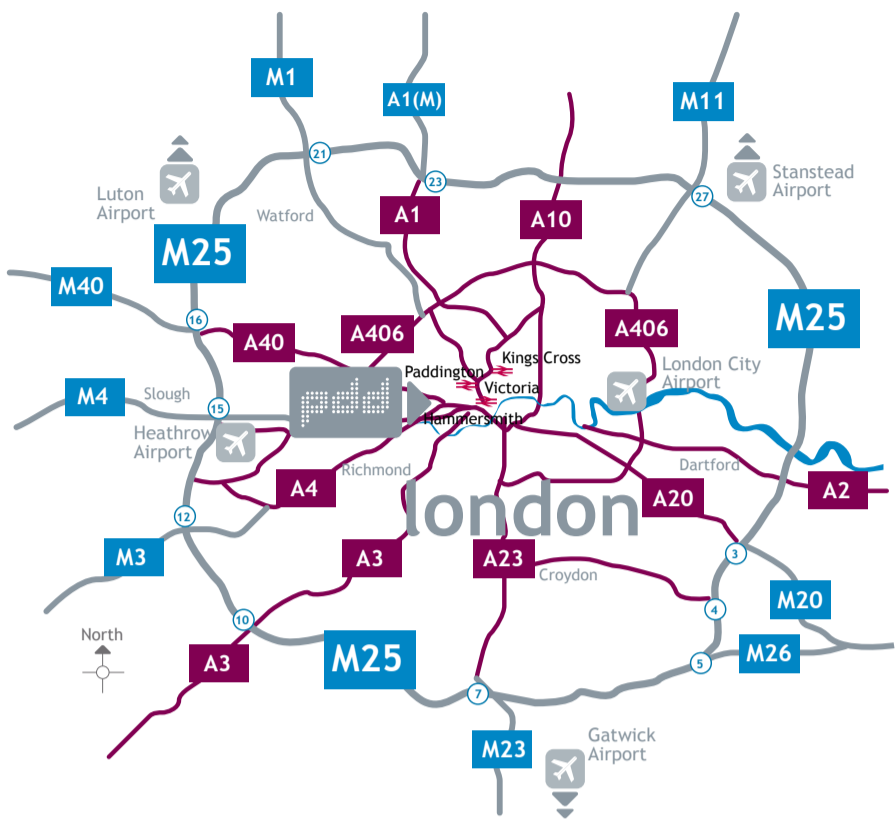 M1
A1(M)
M11
21
23
27
Luton
Airport
Stanstead
Airport
Watford
A1
A10
M25
M40
16
A40
A406
A406
M25
Kings Cross
Paddington
Victoria
London City
Airport
M4
Slough
15
pdd
Hammersmith
Heathrow
Airport
Richmond
Dartford
A4
london
A20
A2
12
M3
A3
A23
Croydon
3
4
M20
10
North
A3
M25
5
M26
7
M23
Gatwick
Airport